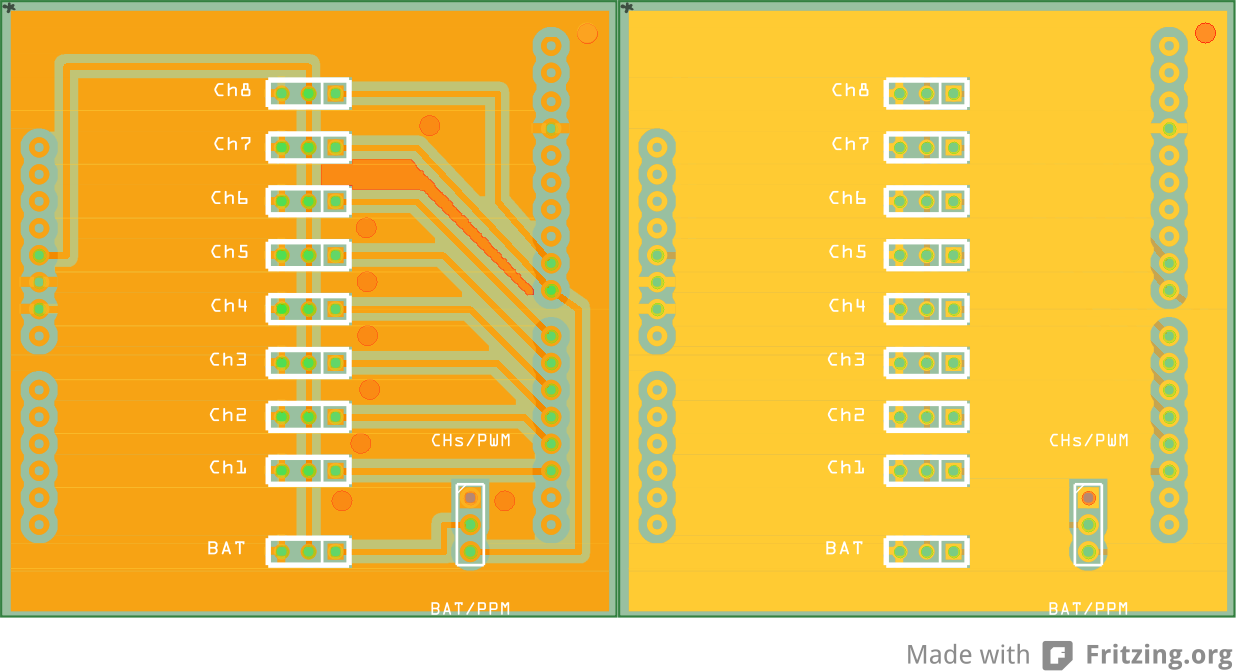 Ch8
Ch7
Ch6
Ch5
Ch4
Ch3
Ch2
CHs/PWM
Ch1
BAT
BAT/PPM
Ch8
Ch7
Ch6
Ch5
Ch4
Ch3
Ch2
CHs/PWM
Ch1
BAT
BAT/PPM
Made with Fritzing.org